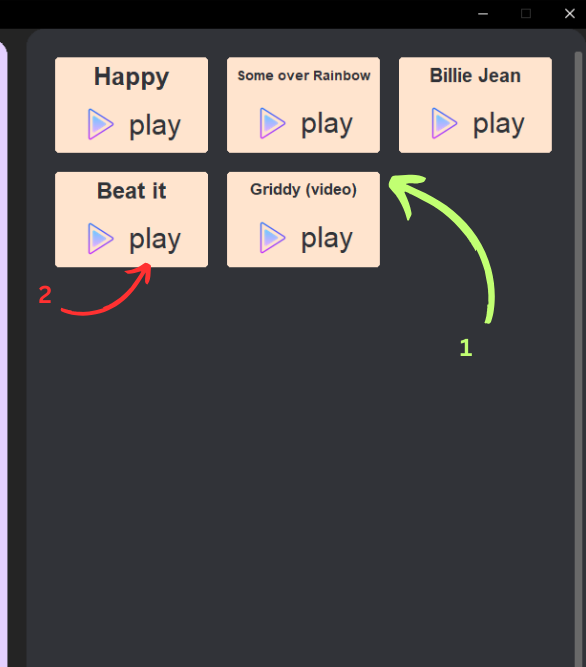 Happy
play
Some over Rainbow
play
Billie Jean
play
Beat it
play
Griddy (video)
play
2
1